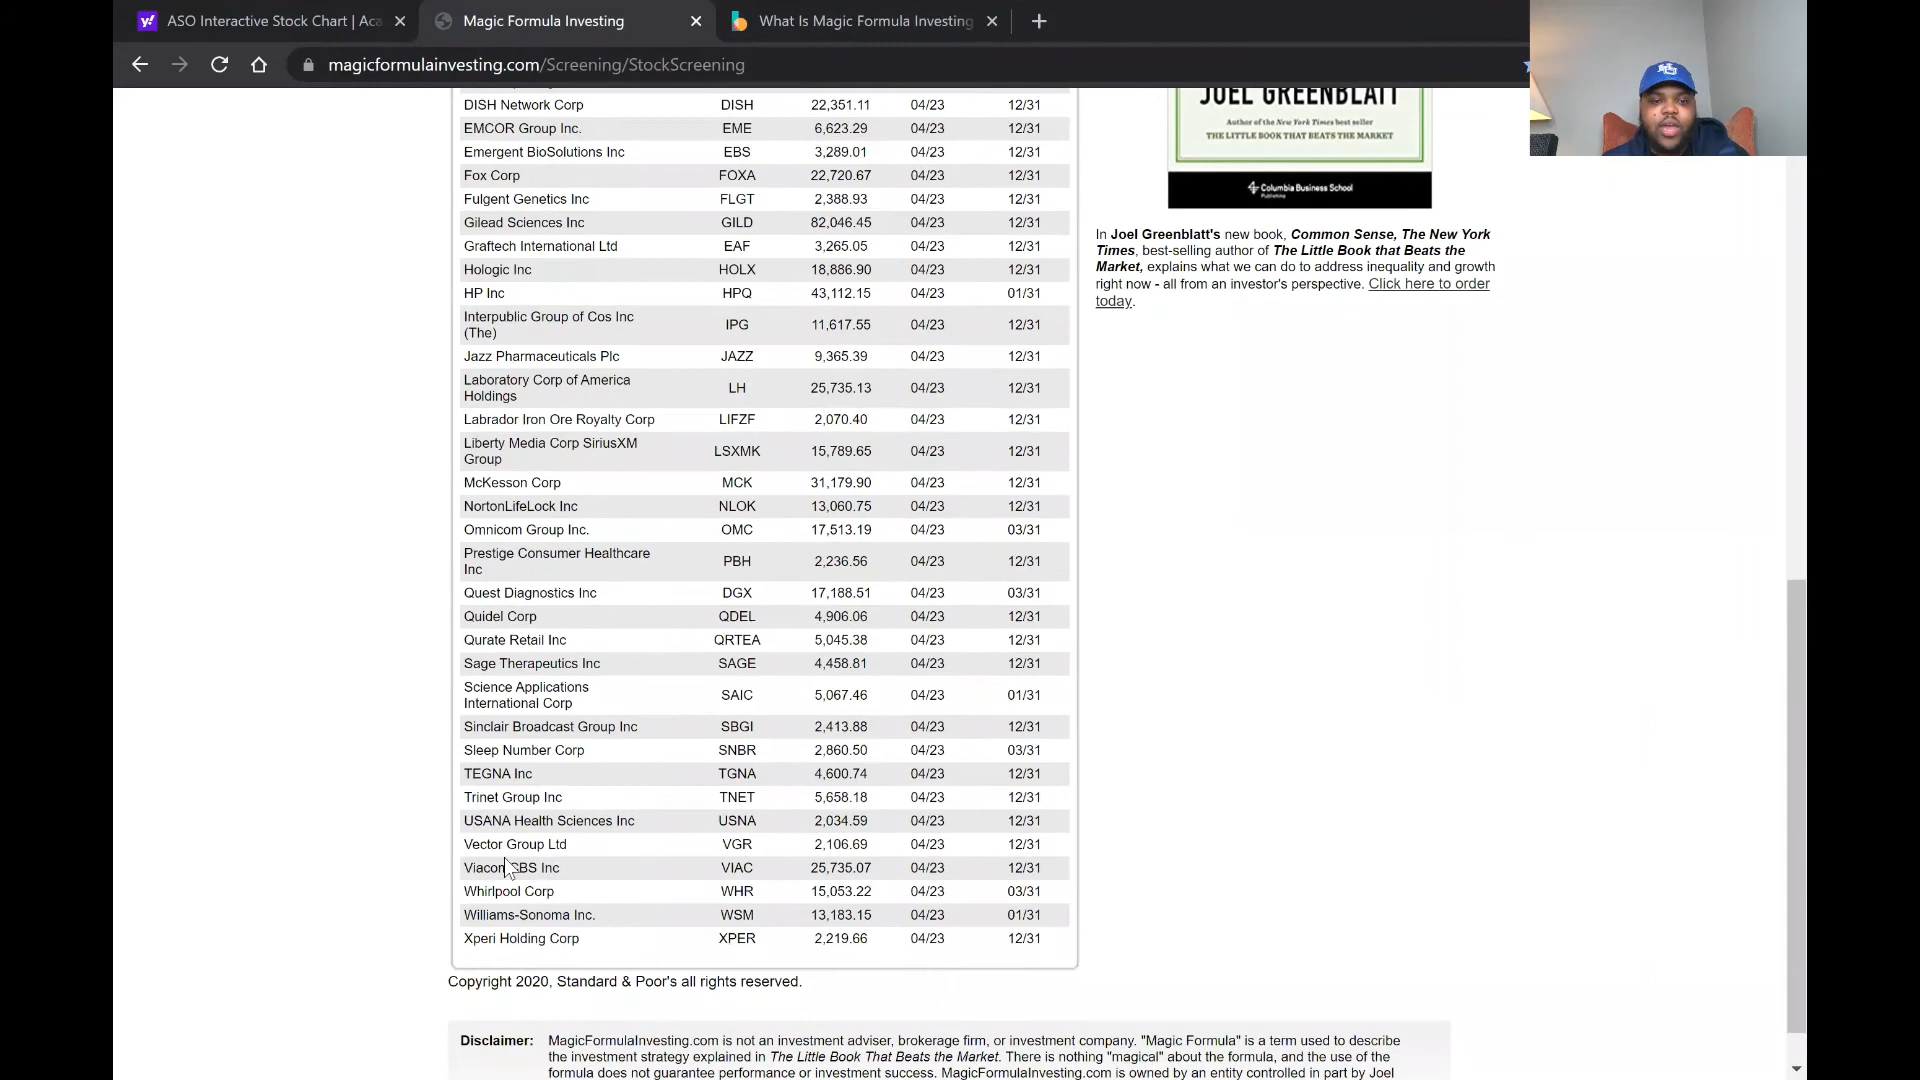 ASO Interactive Stock Chart | Aca
Magic Formula Investing
What Is Magic Formula Investing
magicformulainvesting.com/Screening/StockScreening
DISH Network Corp DISH 22,351.11 04/23 12/31
EMCOR Group Inc. EME 6,623.29 04/23 12/31
Emergent BioSolutions Inc EBS 3,289.01 04/23 12/31
Fox Corp FOXA 22,720.67 04/23 12/31
Fulgent Genetics Inc FLGT 2,388.93 04/23 12/31
Gilead Sciences Inc GILD 82,046.45 04/23 12/31
Graftech International Ltd EAF 3,265.05 04/23 12/31
Hologic Inc HOLX 18,886.90 04/23 12/31
HP Inc HPQ 43,112.15 04/23 01/31
Interpublic Group of Cos Inc
(The) IPG 11,617.55 04/23 12/31
Jazz Pharmaceuticals Plc JAZZ 9,365.39 04/23 12/31
Laboratory Corp of America
Holdings LH 25,735.13 04/23 12/31
Labrador Iron Ore Royalty Corp LIFZF 2,070.40 04/23 12/31
Liberty Media Corp SiriusXM
Group LSXMK 15,789.65 04/23 12/31
McKesson Corp MCK 31,179.90 04/23 12/31
NortonLifeLock Inc NLOK 13,060.75 04/23 12/31
Omnicom Group Inc. OMC 17,513.19 04/23 03/31
Prestige Consumer Healthcare
Inc PBH 2,236.56 04/23 12/31
Quest Diagnostics Inc DGX 17,188.51 04/23 03/31
Quidel Corp QDEL 4,906.06 04/23 12/31
Qurate Retail Inc QRTEA 5,045.38 04/23 12/31
Sage Therapeutics Inc SAGE 4,458.81 04/23 12/31
Science Applications
International Corp SAIC 5,067.46 04/23 01/31
Sinclair Broadcast Group Inc SBGI 2,413.88 04/23 12/31
Sleep Number Corp SNBR 2,860.50 04/23 03/31
TEGNA Inc TGNA 4,600.74 04/23 12/31
Trinet Group Inc TNET 5,658.18 04/23 12/31
USANA Health Sciences Inc USNA 2,034.59 04/23 12/31
Vector Group Ltd VGR 2,106.69 04/23 12/31
ViacomCBS Inc VIAC 25,735.07 04/23 12/31
Whirlpool Corp WHR 15,053.22 04/23 03/31
Williams-Sonoma Inc. WSM 13,183.15 04/23 01/31
Xperi Holding Corp XPER 2,219.66 04/23 12/31
Copyright 2020, Standard & Poor's all rights reserved.
JOEL GREENBLATT
Author of the New York Times best seller
THE LITTLE BOOK THAT BEATS THE MARKET
Columbia Business School
Publishing
In Joel Greenblatt's new book, Common Sense, The New York
Times, best-selling author of The Little Book that Beats the
Market, explains what we can do to address inequality and growth
right now - all from an investor's perspective. Click here to order
today.
Disclaimer: MagicFormulaInvesting.com is not an investment adviser, brokerage firm, or investment company. "Magic Formula" is a term used to describe
the investment strategy explained in The Little Book That Beats the Market. There is nothing "magical" about the formula, and the use of the
formula does not guarantee performance or investment success. MagicFormulaInvesting.com is owned by an entity controlled in part by Joel